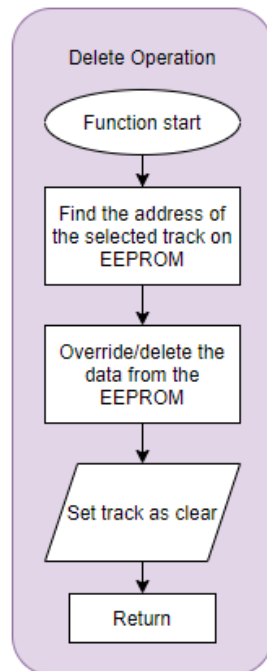 Delete Operation
Function start
Find the address of
the selected track on
EEPROM
Override/delete the
data from the
EEPROM
Set track as clear
Return